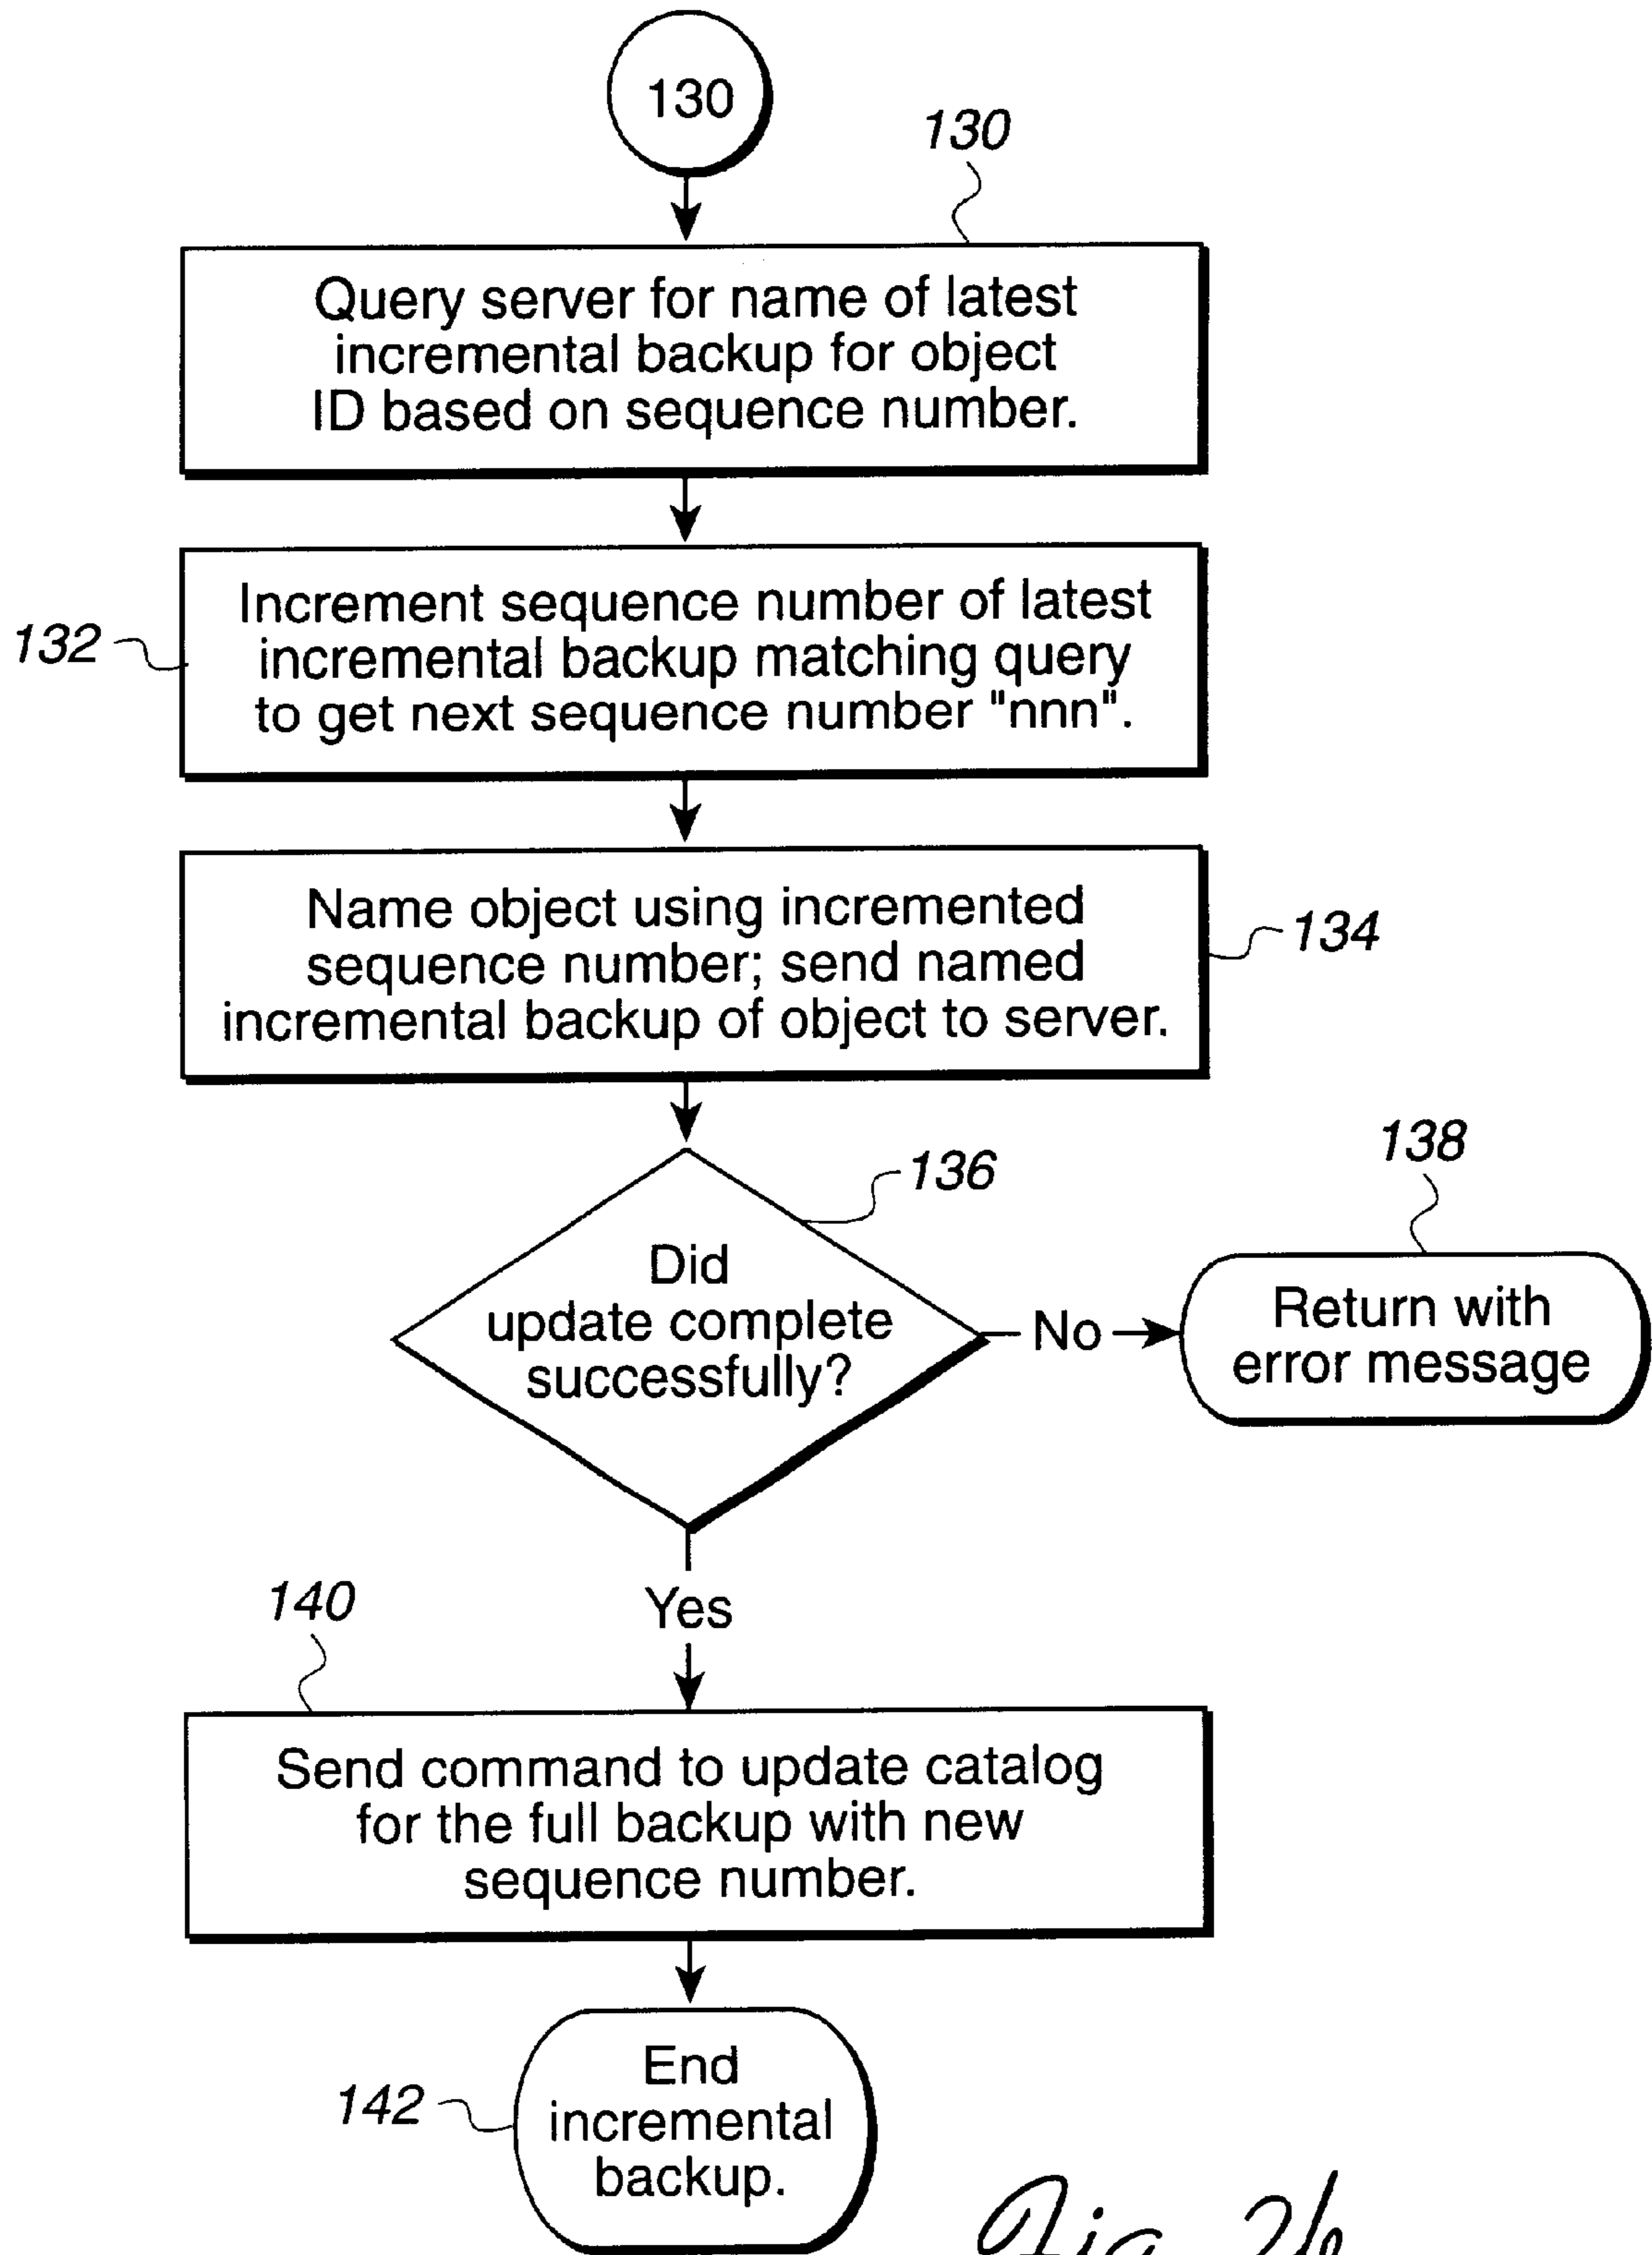 130
130
Query server for name of latest
incremental backup for object
ID based on sequence number.
132
Increment sequence number of latest
incremental backup matching query
to get next sequence number "nnn".
Name object using incremented
sequence number; send named
incremental backup of object to server.
134
136
Did
update complete
successfully?
No
138
Return with
error message
Yes
140
Send command to update catalog
for the full backup with new
sequence number.
142
End
incremental
backup.
Fig. 2b